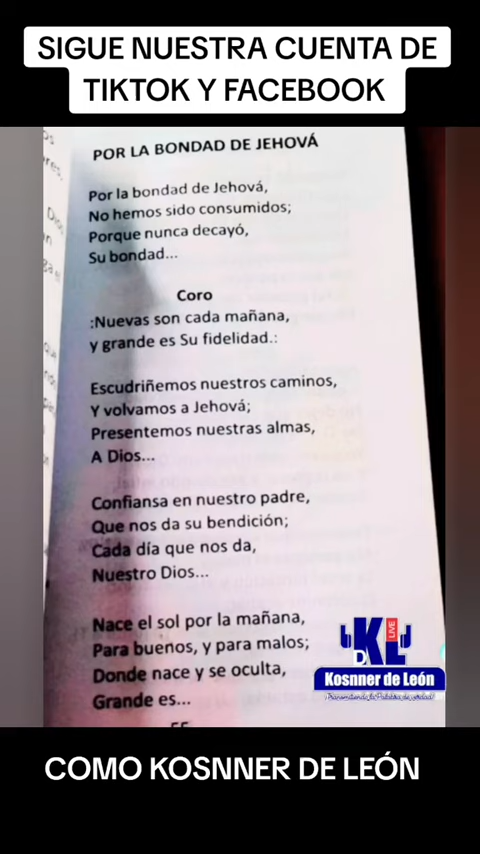 SIGUE NUESTRA CUENTA DE
TIKTOK Y FACEBOOK
POR LA BONDAD DE JEHOVÁ
Por la bondad de Jehová,
No hemos sido consumidos;
Porque nunca decayó,
Su bondad...
Coro
:Nuevas son cada mañana,
y grande es Su fidelidad.:
Escudriñemos nuestros caminos,
Y volvamos a Jehová;
Presentemos nuestras almas,
A Dios...
Confiansa en nuestro padre,
Que nos da su bendición;
Cada día que nos da,
Nuestro Dios...
Nace el sol por la mañana,
Para buenos, y para malos;
Donde nace y se oculta,
Grande es...
DKL LIVE
Kosnner de León
COMO KOSNNER DE LEÓN